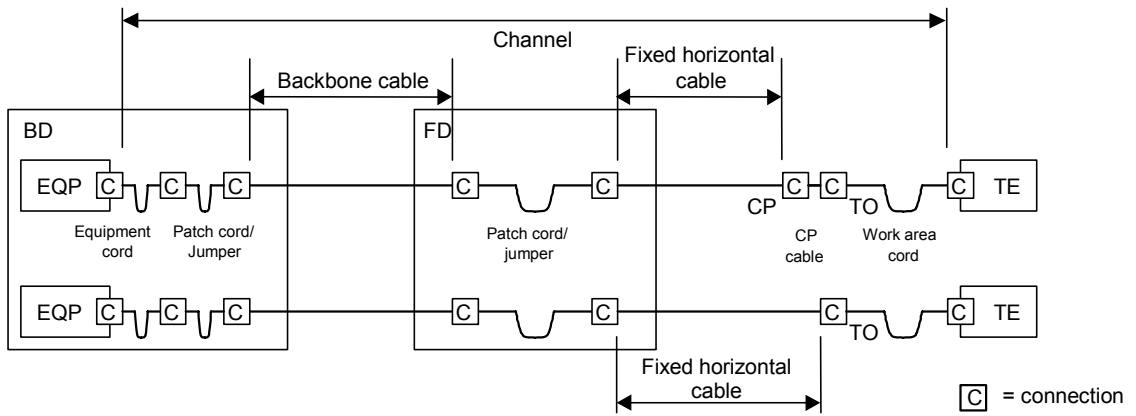 Channel
Backbone cable
Fixed horizontal
cable
BD
FD
EQP C C C C C C C C TE
CP TO
Equipment
cord
Patch cord/
Jumper
Patch cord/
jumper
CP
cable
Work area
cord
EQP C C C C C C C TE
TO
Fixed horizontal
cable
C = connection